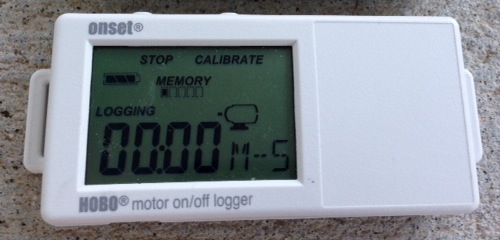 onset®
STOP CALIBRATE
MEMORY
LOGGING
00:00 M--S
HOBO® motor on/off logger